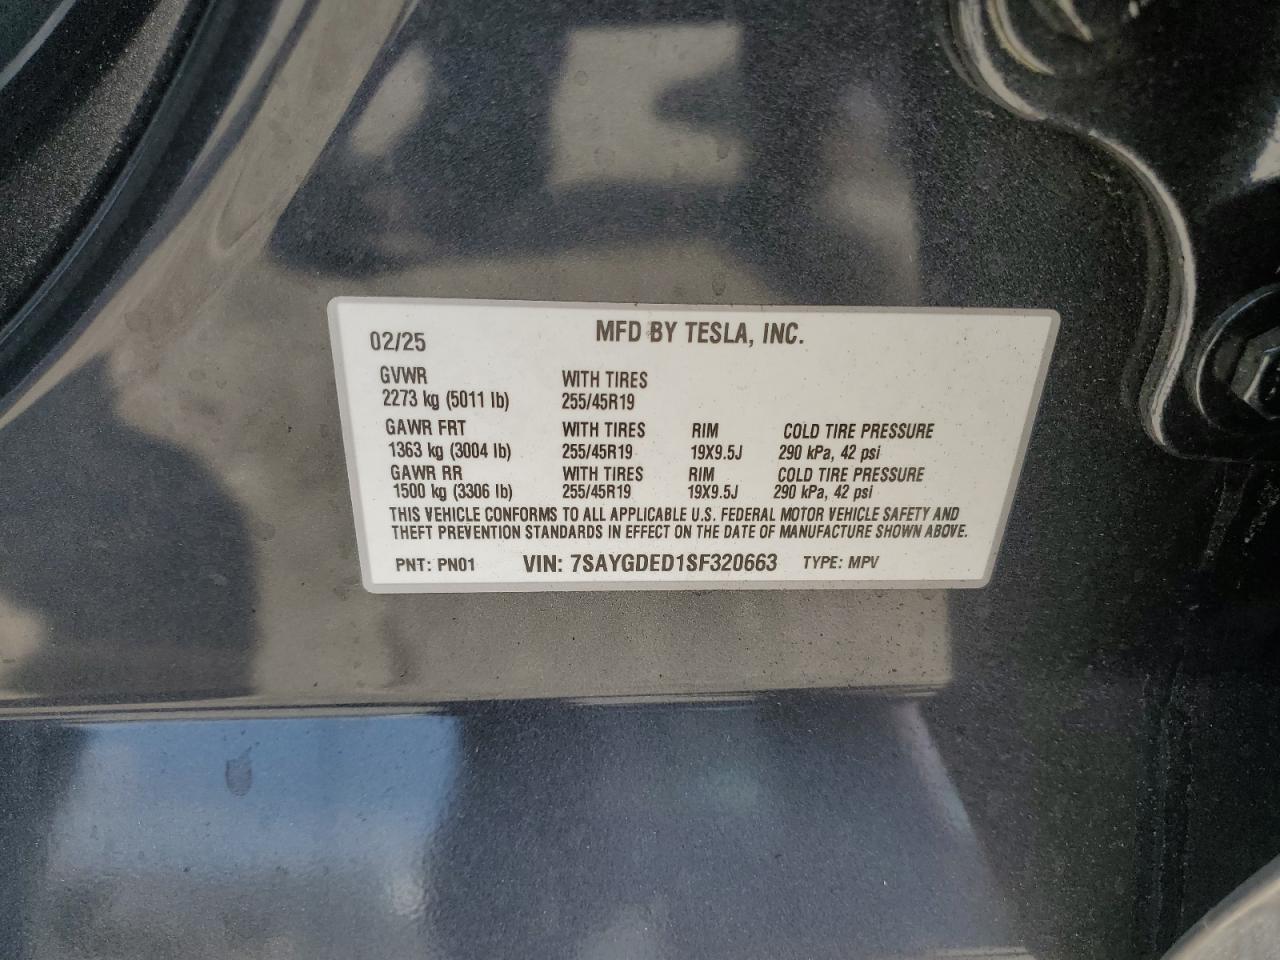 MFD BY TESLA, INC.
02/25
GVWR WITH TIRES
2273 kg (5011 lb) 255/45R19
GAWR FRT WITH TIRES RIM COLD TIRE PRESSURE
1363 kg (3004 lb) 255/45R19 19X9.5J 290 kPa, 42 psi
GAWR RR WITH TIRES RIM COLD TIRE PRESSURE
1500 kg (3306 lb) 255/45R19 19X9.5J 290 kPa, 42 psi
THIS VEHICLE CONFORMS TO ALL APPLICABLE U.S. FEDERAL MOTOR VEHICLE SAFETY AND
THEFT PREVENTION STANDARDS IN EFFECT ON THE DATE OF MANUFACTURE SHOWN ABOVE.
PNT: PN01 VIN: 7SAYGDED1SF320663 TYPE: MPV